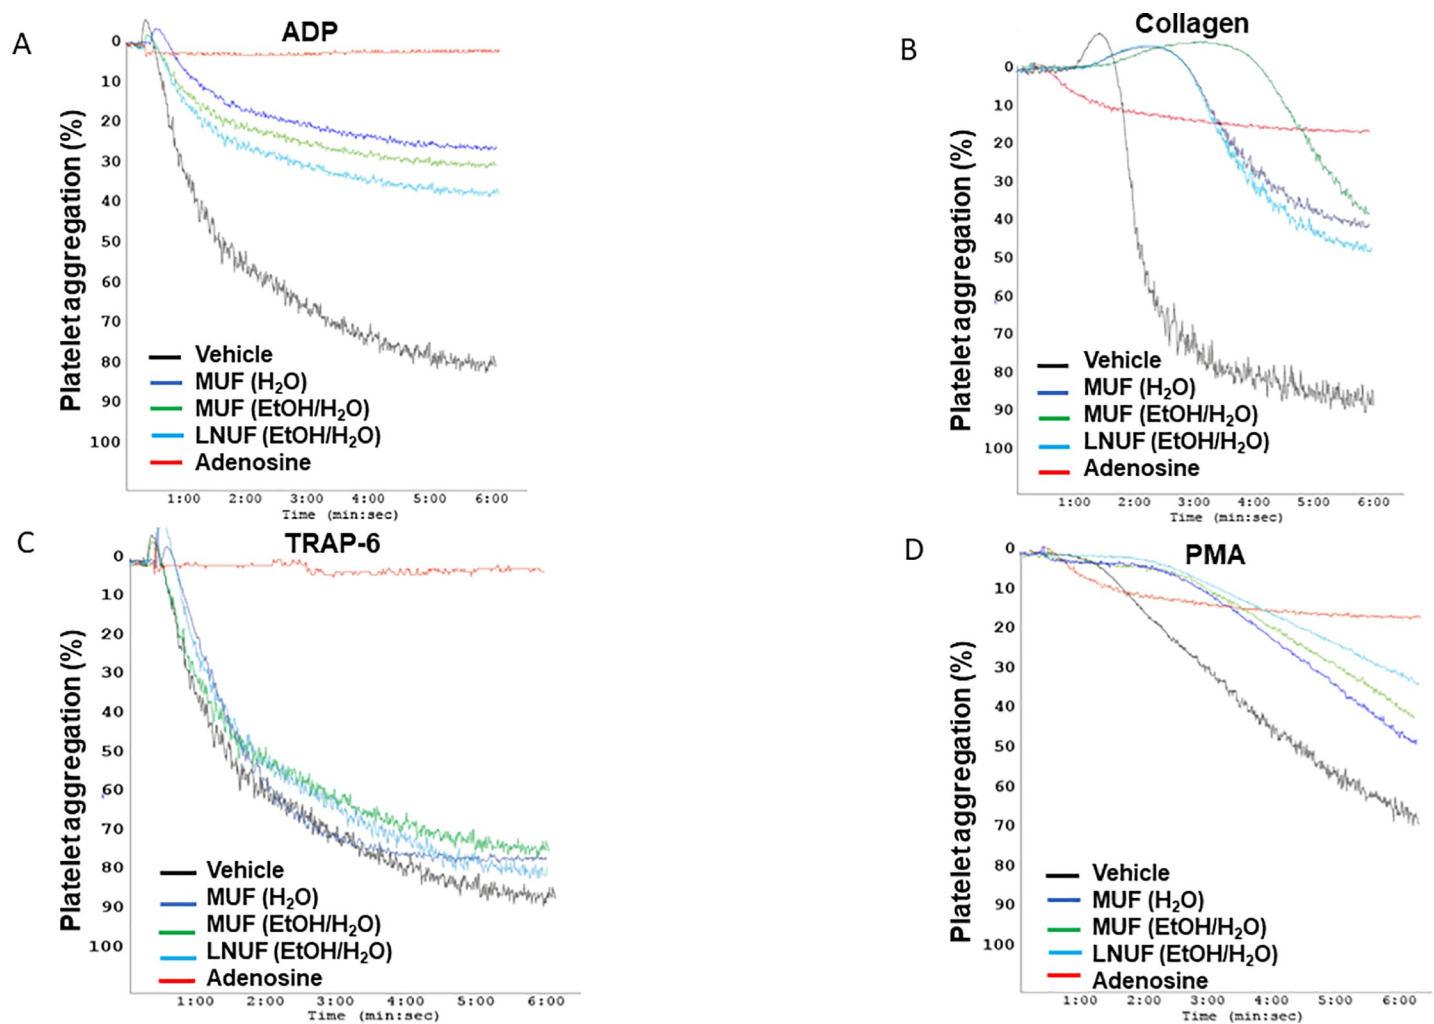 A
ADP
Platelet aggregation (%)
0
10
20
30
40
50
60
70
80
90
100
Vehicle
MUF (H₂O)
MUF (EtOH/H₂O)
LNUF (EtOH/H₂O)
Adenosine
1:00 2:00 3:00 4:00 5:00 6:00
Time (min:sec)
B
Collagen
Platelet aggregation (%)
0
10
20
30
40
50
60
70
80
90
100
Vehicle
MUF (H₂O)
MUF (EtOH/H₂O)
LNUF (EtOH/H₂O)
Adenosine
1:00 2:00 3:00 4:00 5:00 6:00
Time (min:sec)
C
TRAP-6
Platelet aggregation (%)
0
10
20
30
40
50
60
70
80
90
100
Vehicle
MUF (H₂O)
MUF (EtOH/H₂O)
LNUF (EtOH/H₂O)
Adenosine
1:00 2:00 3:00 4:00 5:00 6:00
Time (min:sec)
D
PMA
Platelet aggregation (%)
0
10
20
30
40
50
60
70
80
90
100
Vehicle
MUF (H₂O)
MUF (EtOH/H₂O)
LNUF (EtOH/H₂O)
Adenosine
1:00 2:00 3:00 4:00 5:00 6:00
Time (min:sec)